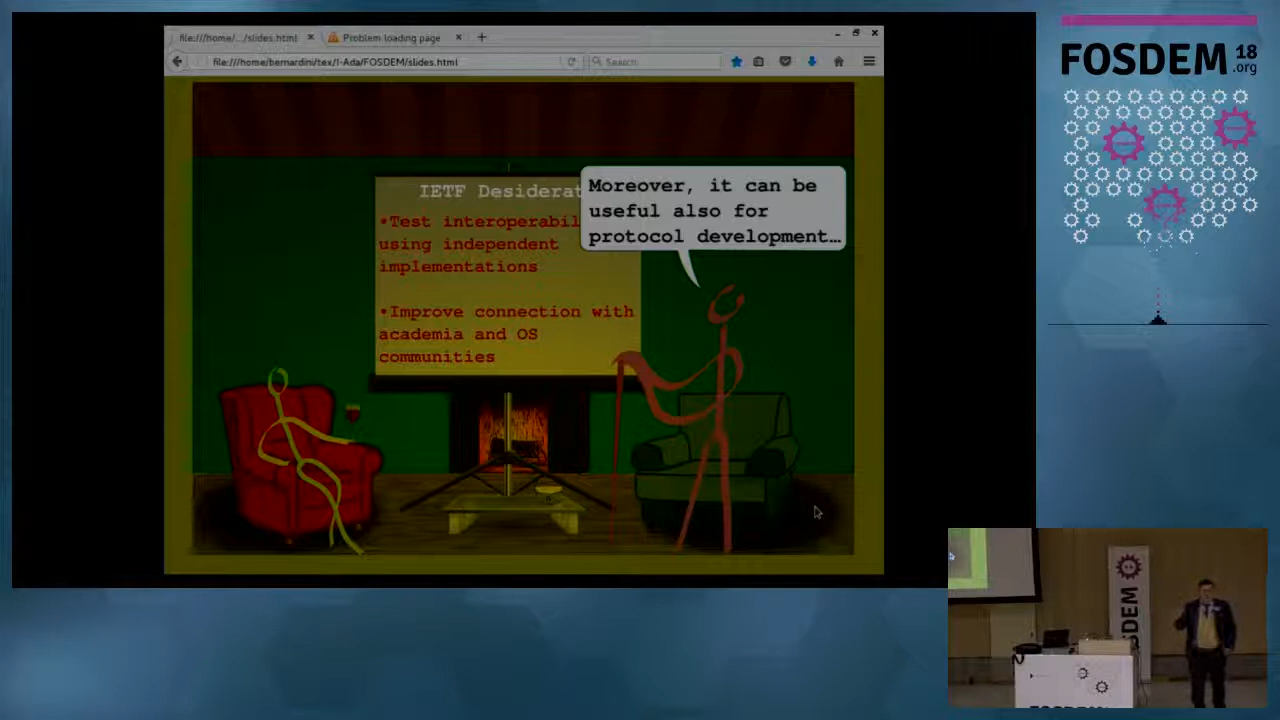 file:///home/.../slides.html
Problem loading page
file:///home/bernardini/tex/I-Ada/FOSDEM/slides.html
Search
FOSDEM 18
.org
IETF Desiderat
•Test interoperabil
using independent
implementations
•Improve connection with
academia and OS
communities
Moreover, it can be
useful also for
protocol development…
SDEM
FOSDEM